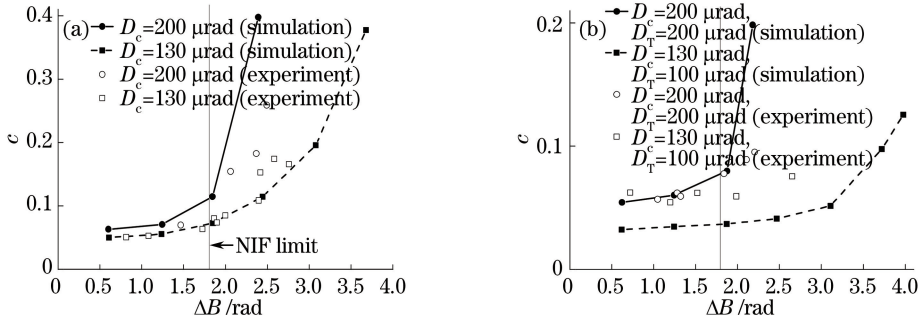 (a)
D_c=200 μrad (simulation)
D_c=130 μrad (simulation)
D_c=200 μrad (experiment)
D_c=130 μrad (experiment)
NIF limit
0.4
0.3
0.2
0.1
0
c
0.5 1.0 1.5 2.0 2.5 3.0 3.5 4.0
ΔB/rad
(b)
D_c=200 μrad,
D_T=200 μrad (simulation)
D_c=130 μrad,
D_T=100 μrad (simulation)
D_c=200 μrad,
D_T=200 μrad (experiment)
D_c=130 μrad,
D_T=100 μrad (experiment)
0.2
0.1
0
c
0 0.5 1.0 1.5 2.0 2.5 3.0 3.5 4.0
ΔB/rad